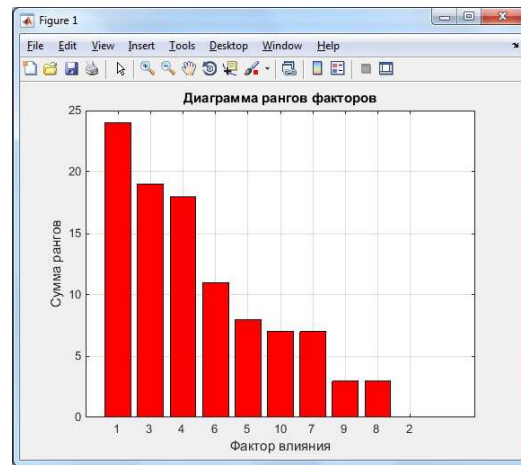 Figure 1
File Edit View Insert Tools Desktop Window Help
Диаграмма рангов факторов
25
20
15
10
5
0
Сумма рангов
1 3 4 6 5 10 7 9 8 2
Фактор влияния